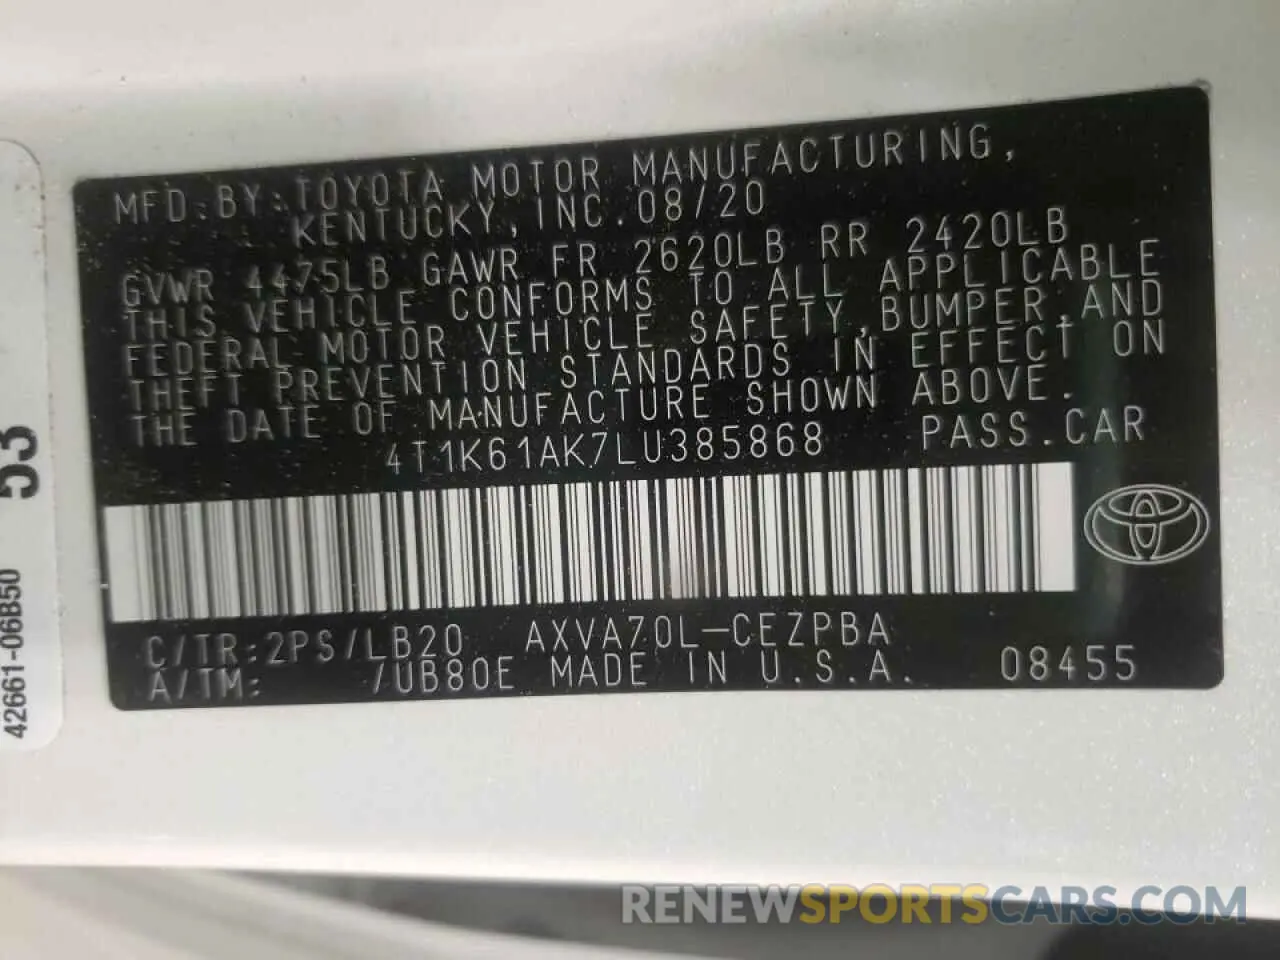 MFD.BY:TOYOTA MOTOR MANUFACTURING,
KENTUCKY,INC.08/20
GVWR 4475LB GAWR FR 2620LB RR 2420LB
THIS VEHICLE CONFORMS TO ALL APPLICABLE
FEDERAL MOTOR VEHICLE SAFETY,BUMPER,AND
THEFT PREVENTION STANDARDS IN EFFECT ON
THE DATE OF MANUFACTURE SHOWN ABOVE.
4T1K61AK7LU385868 PASS.CAR
C/TR:2PS/LB20 AXVA70L-CEZPBA
A/TM: /UB80E MADE IN U.S.A. 08455
53
42661-06B50
RENEWSPORTSCARS.COM